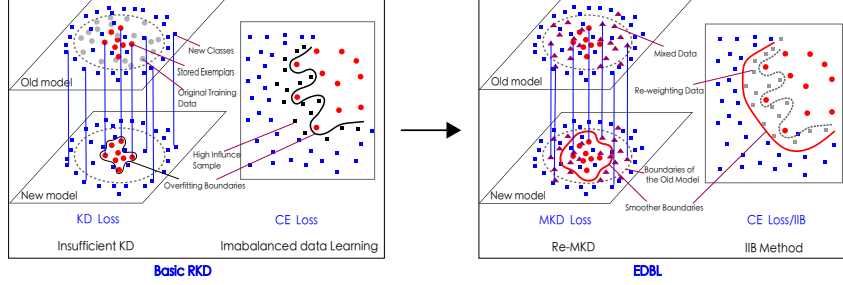 New Classes
Stored Exemplars
Original Training
Data
Old model
High Influnce
Sample
Overfitting Boundaries
New model
KD Loss
CE Loss
Insufficient KD
Imabalanced data Learning
Basic RKD
Mixed Data
Old model
Re-weighting Data
Boundaries of
the Old Model
New model
Smoother Boundaries
MKD Loss
CE Loss/IIB
Re-MKD
IIB Method
EDBL